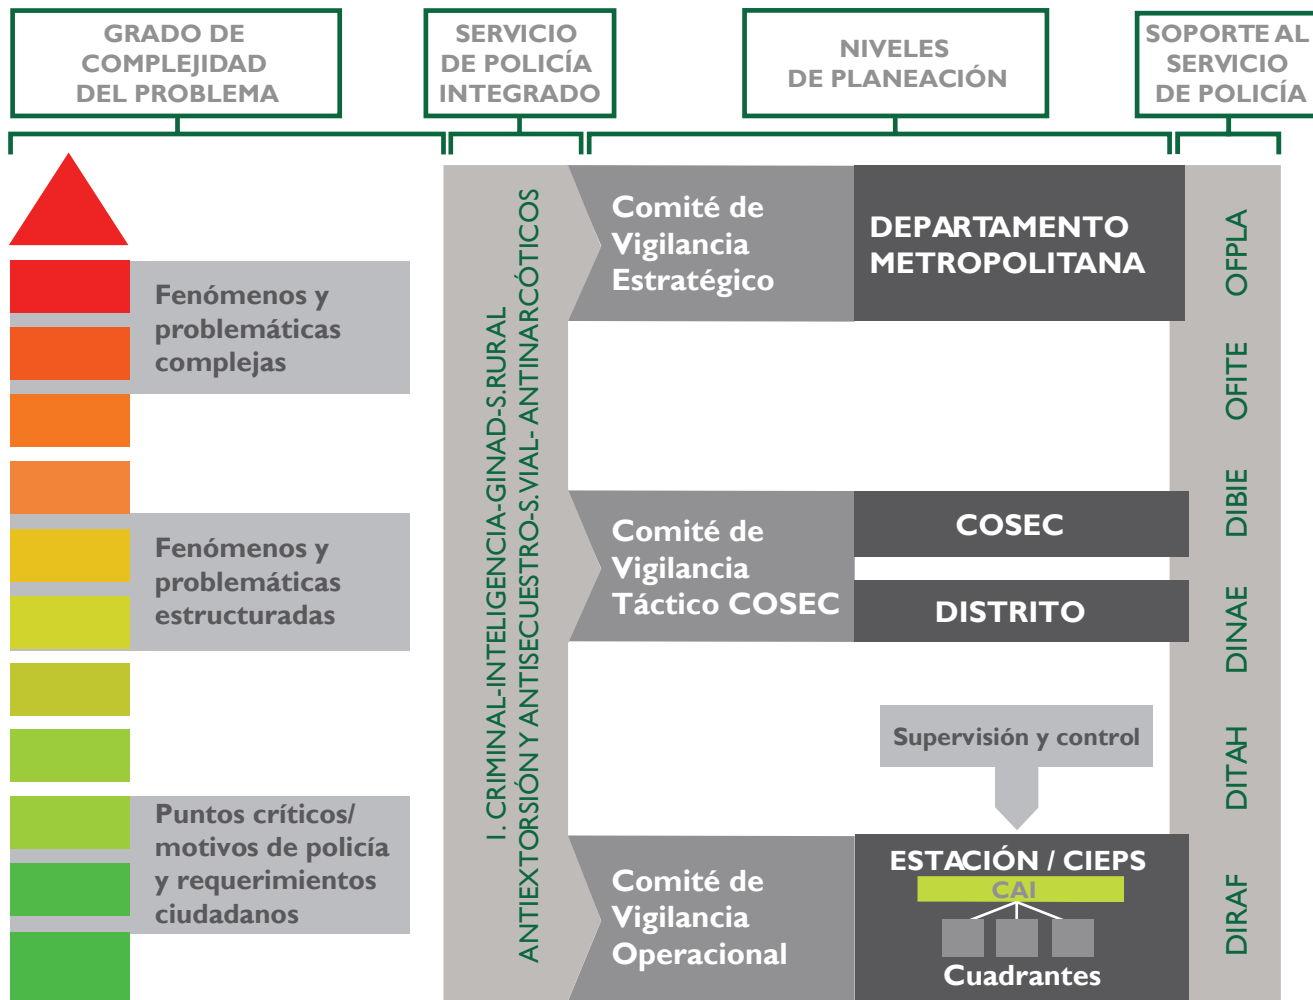 GRADO DE
COMPLEJIDAD
DEL PROBLEMA
SERVICIO
DE POLICÍA
INTEGRADO
NIVELES
DE PLANEACIÓN
SOPORTE AL
SERVICIO
DE POLICÍA
Fenómenos y
problemáticas
complejas
Fenómenos y
problemáticas
estructuradas
Puntos críticos/
motivos de policía
y requerimientos
ciudadanos
I. CRIMINAL-INTELIGENCIA-GINAD-S.RURAL
ANTIEXTORSIÓN Y ANTISECUESTRO-S.VIAL- ANTINARCÓTICOS
Comité de
Vigilancia
Estratégico
DEPARTAMENTO
METROPOLITANA
Comité de
Vigilancia
Táctico COSEC
COSEC
DISTRITO
Supervisión y control
Comité de
Vigilancia
Operacional
ESTACIÓN / CIEPS
CAI
Cuadrantes
OFPLA
OFITE
DIBIE
DINAE
DITAH
DIRAF